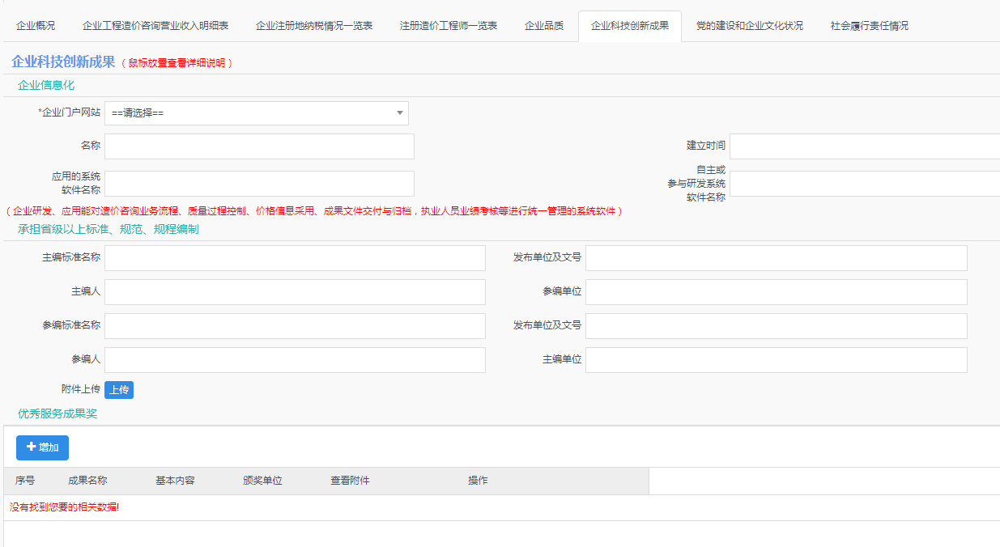 企业概况 企业工程造价咨询营业收入明细表 企业注册地纳税情况一览表 注册造价工程师一览表 企业品质 企业科技创新成果 党的建设和企业文化状况 社会履行责任情况
企业科技创新成果（鼠标放置查看详细说明）
企业信息化
*企业门户网站 ==请选择==
名称 建立时间
应用的系统
软件名称
自主或
参与研发系统
软件名称
（企业研发、应用能对造价咨询业务流程、质量过程控制、价格信息采用、成果文件交付与归档，执业人员业绩考核等进行统一管理的系统软件）
承担省级以上标准、规范、规程编制
主编标准名称 发布单位及文号
主编人 参编单位
参编标准名称 发布单位及文号
参编人 主编单位
附件上传 上传
优秀服务成果奖
增加
序号 成果名称 基本内容 颁奖单位 查看附件 操作
没有找到您要的相关数据!